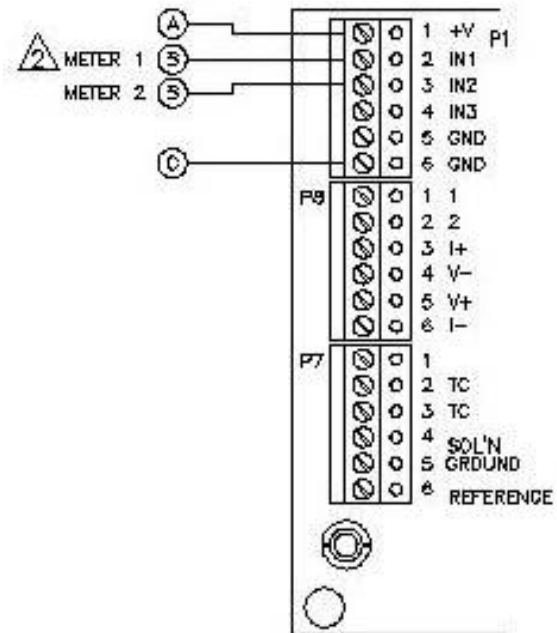 A
1 +V P1
2 METER 1 B 2 IN1
METER 2 B 3 IN2
4 IN3
5 GND
C 6 GND
P8 1 1
2 2
3 I+
4 V-
5 V+
6 I-
P7 1
2 TC
3 TC
4 SOL'N
5 GROUND
6 REFERENCE